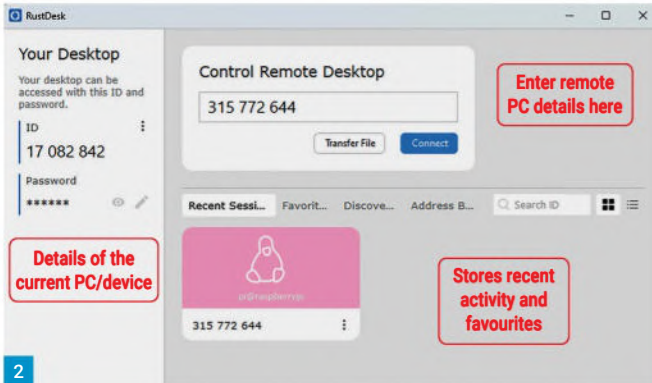 RustDesk
Your Desktop
Your desktop can be
accessed with this ID and
password.
ID
17 082 842
Password
******
Details of the
current PC/device
Control Remote Desktop
315 772 644
Transfer File
Connect
Enter remote
PC details here
Recent Sessi...
Favorit...
Discove...
Address B...
Search ID
pi@raspberrypi
315 772 644
Stores recent
activity and
favourites
2